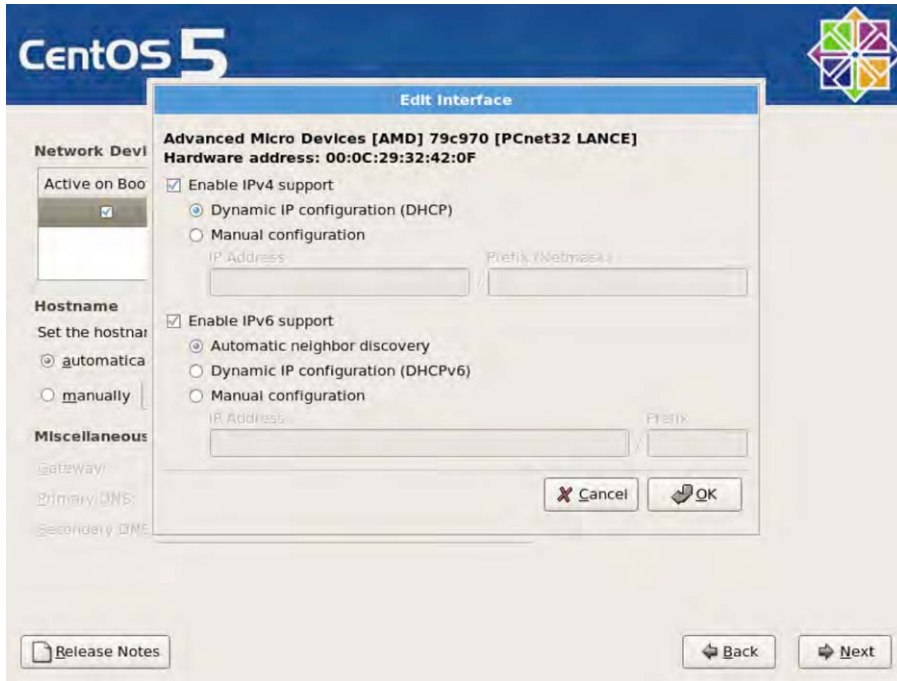 CentOS 5
Edit Interface
Advanced Micro Devices [AMD] 79c970 [PCnet32 LANCE]
Hardware address: 00:0C:29:32:42:0F
Enable IPv4 support
Dynamic IP configuration (DHCP)
Manual configuration
IP Address
Prefix (Netmask)
/
Enable IPv6 support
Automatic neighbor discovery
Dynamic IP configuration (DHCPv6)
Manual configuration
IP Address
Prefix
/
Cancel
OK
Network Devi
Active on Boo
Hostname
Set the hostnar
automatica
manually
Miscellaneous
Gateway:
Primary DNS:
Secondary DNS
Release Notes
Back
Next